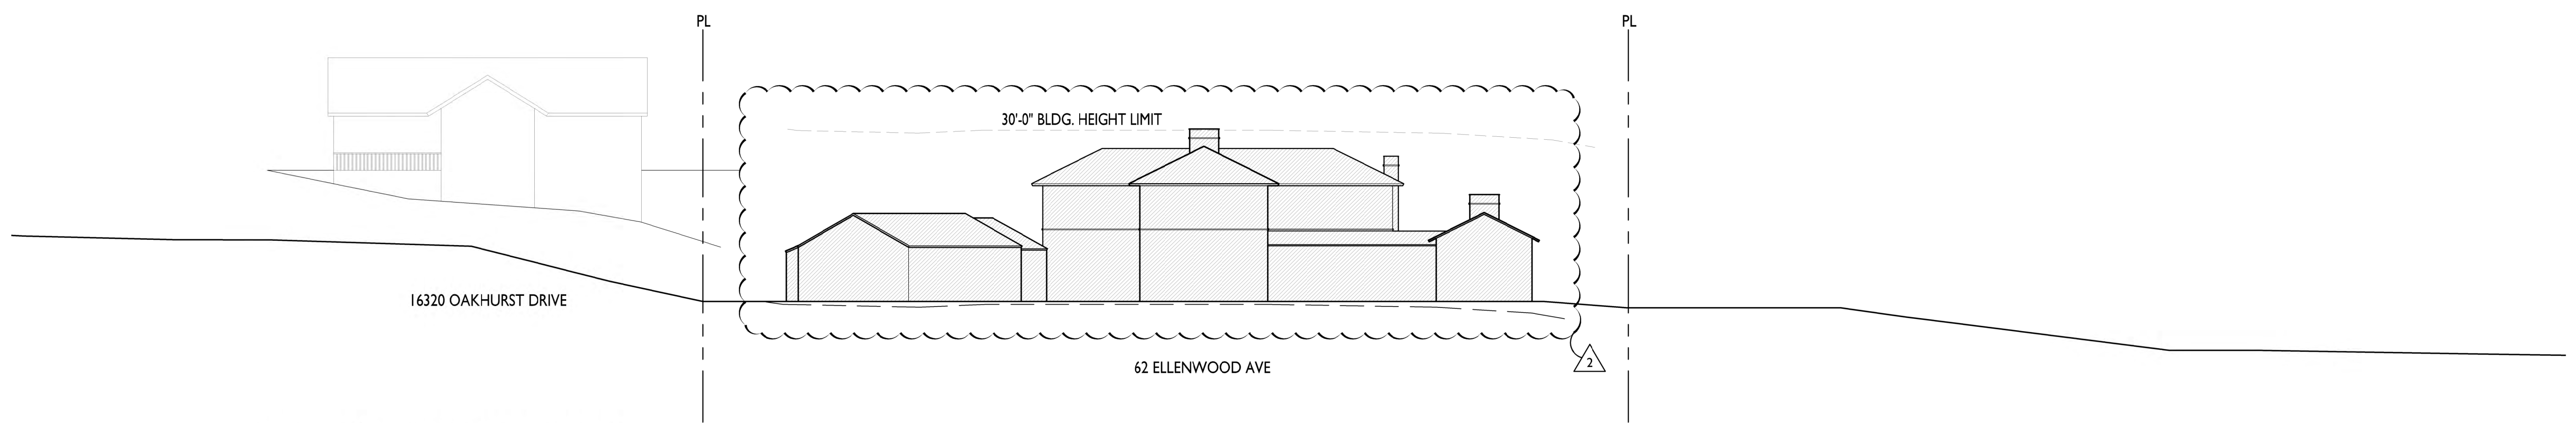 PL
PL
30'-0" BLDG. HEIGHT LIMIT
16320 OAKHURST DRIVE
62 ELLENWOOD AVE
2